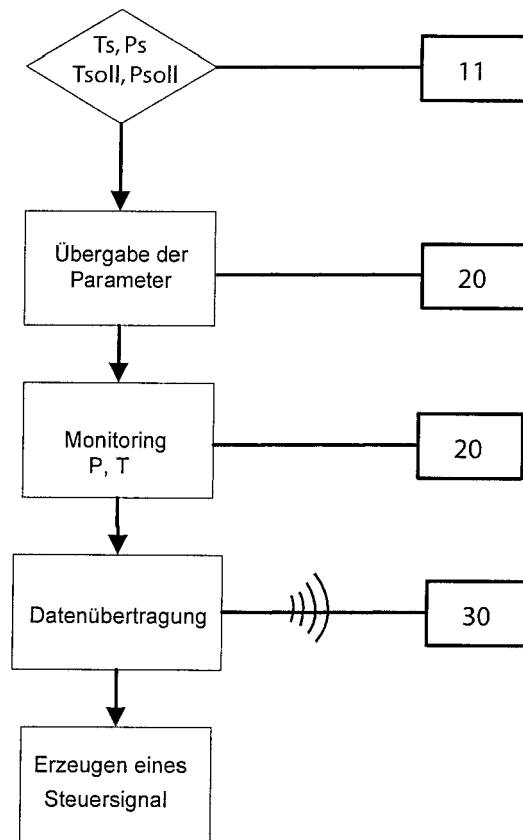 Ts, Ps
Tsoll, Psoll
11
Übergabe der
Parameter
20
Monitoring
P, T
20
Datenübertragung
30
Erzeugen eines
Steuersignal